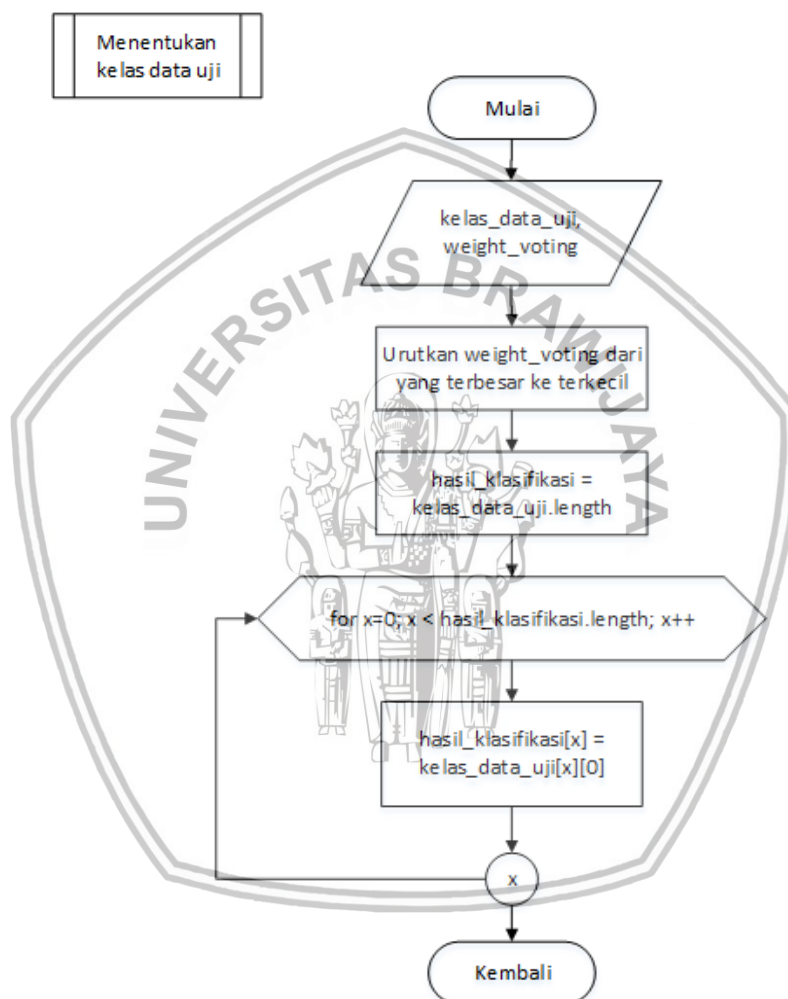 Menentukan
kelas data uji
Mulai
kelas_data_uji,
weight_voting
UNIVERSITAS BRAWIJAYA
Urutkan weight_voting dari
yang terbesar ke terkecil
hasil_klasifikasi =
kelas_data_uji.length
for x=0; x < hasil_klasifikasi.length; x++
hasil_klasifikasi[x] =
kelas_data_uji[x][0]
x
Kembali